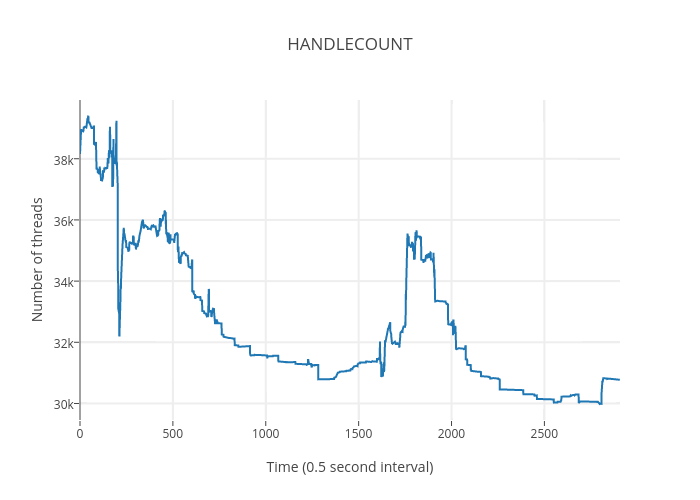 HANDLECOUNT
Number of threads
38k
36k
34k
32k
30k
0 500 1000 1500 2000 2500
Time (0.5 second interval)